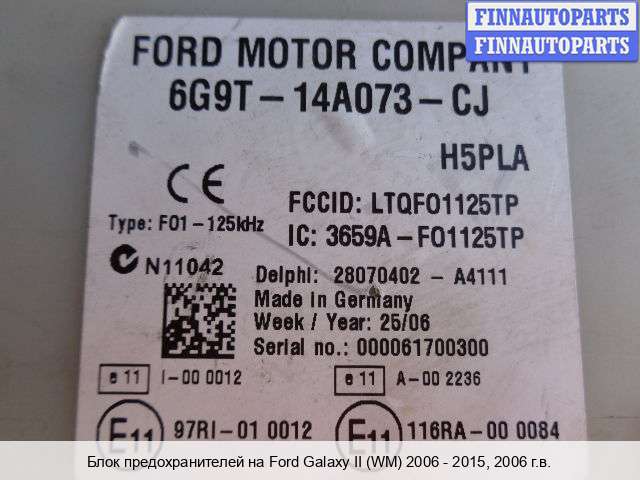 FINNAUTOPARTS
FINNAUTOPARTS
FORD MOTOR COMPANY
6G9T-14A073-CJ
H5PLA
CE
FCCID: LTQF01125TP
Type: F01-125kHz
IC: 3659A-F01125TP
N11042
Delphi: 28070402 - A4111
Made in Germany
Week / Year: 25/06
Serial no.: 000061700300
e 11 I-00 0012
e 11 A-00 2236
E11 97RI-01 0012
E11 116RA-00 0084
Блок предохранителей на Ford Galaxy II (WM) 2006 - 2015, 2006 г.в.